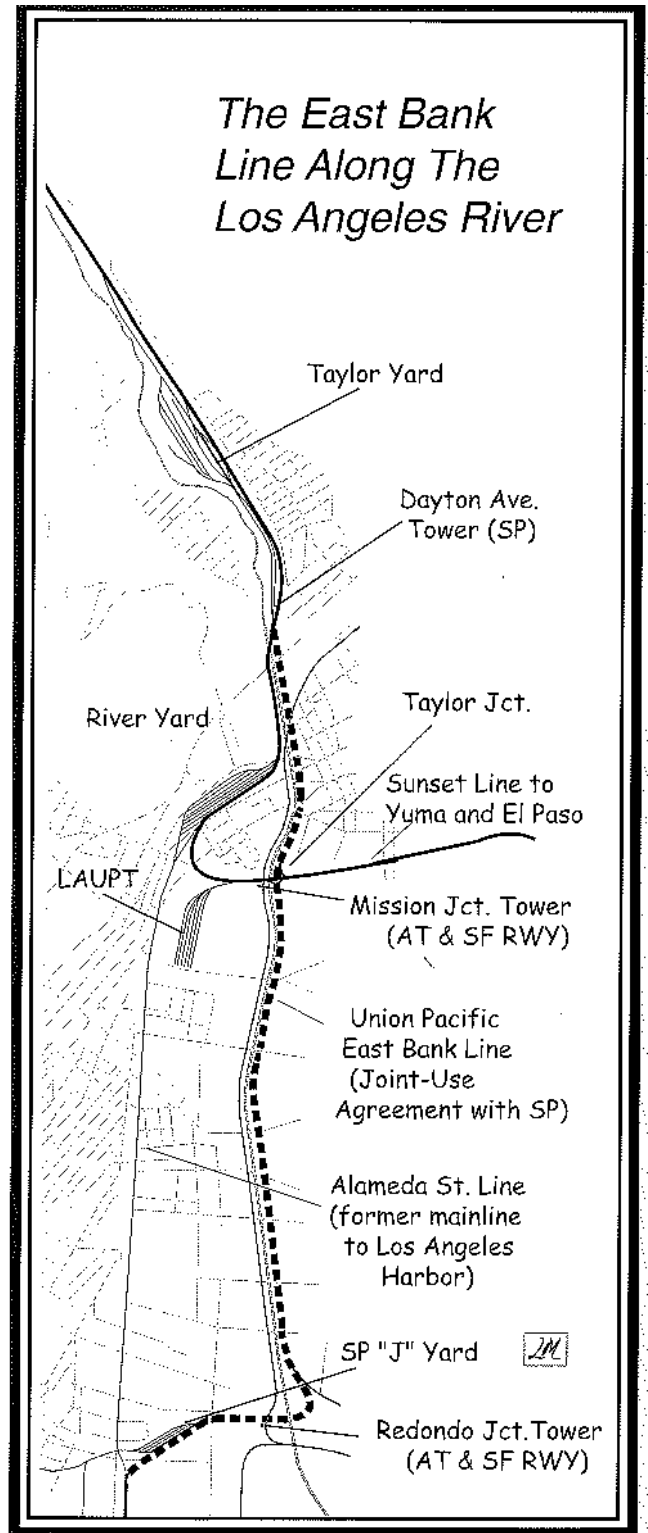 The East Bank
Line Along The
Los Angeles River
Taylor Yard
Dayton Ave.
Tower (SP)
River Yard
Taylor Jct.
Sunset Line to
Yuma and El Paso
LAUPT
Mission Jct. Tower
(AT & SF RWY)
Union Pacific
East Bank Line
(Joint-Use
Agreement with SP)
Alameda St. Line
(former mainline
to Los Angeles
Harbor)
SP "J" Yard
LM
Redondo Jct.Tower
(AT & SF RWY)